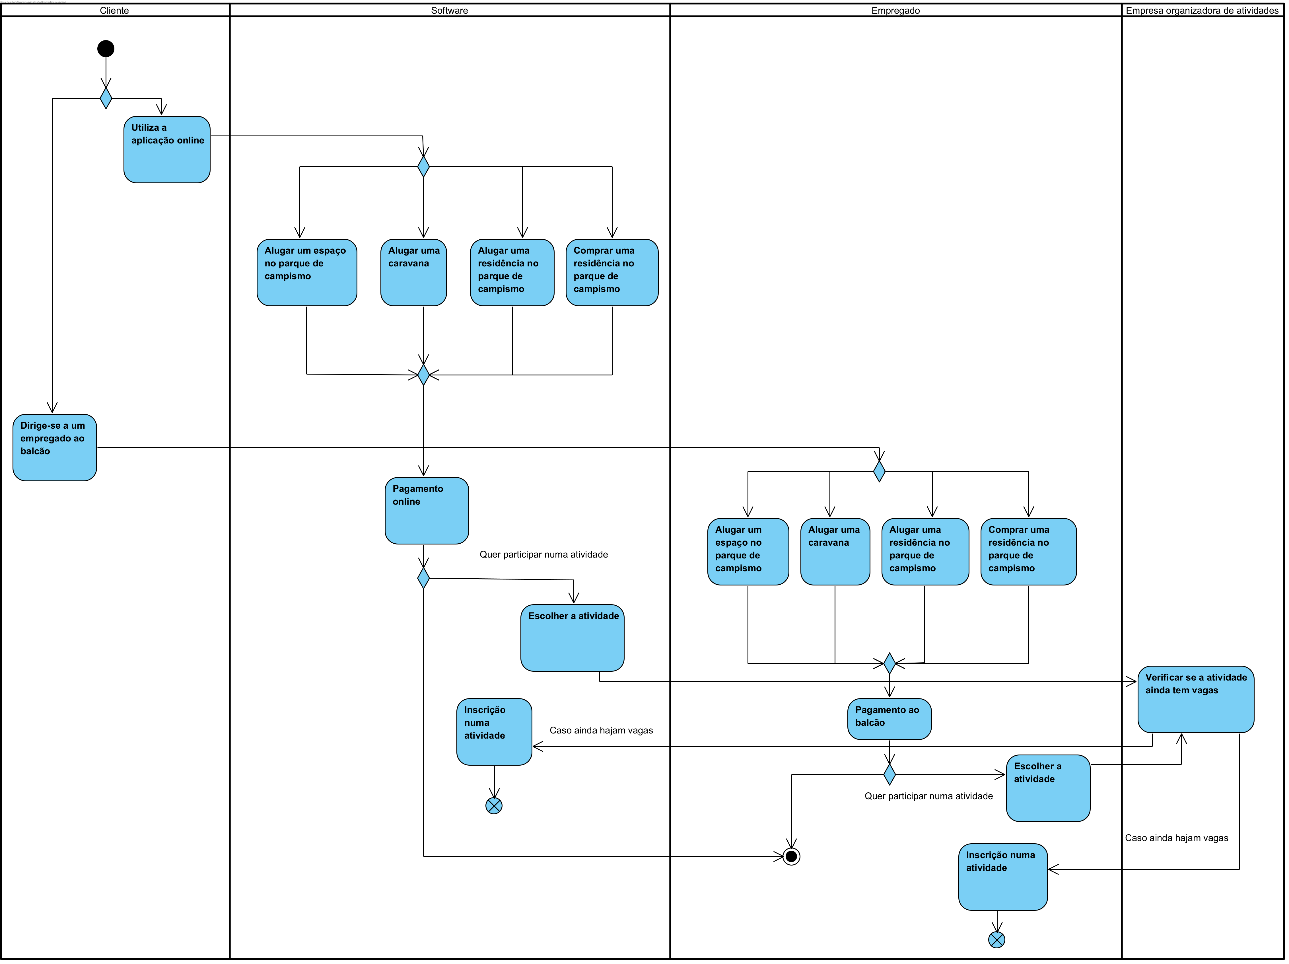 Cliente
Software
Empregado
Empresa organizadora de atividades
Utiliza a
aplicação online
Alugar um espaço
no parque de
campismo
Alugar uma
caravana
Alugar uma
residência no
parque de
campismo
Comprar uma
residência no
parque de
campismo
Dirige-se a um
empregado ao
balcão
Pagamento
online
Quer participar numa atividade
Escolher a atividade
Alugar um
espaço no
parque de
campismo
Alugar uma
caravana
Alugar uma
residência no
parque de
campismo
Comprar uma
residência no
parque de
campismo
Verificar se a atividade
ainda tem vagas
Inscrição
numa
atividade
Caso ainda hajam vagas
Pagamento ao
balcão
Escolher a
atividade
Quer participar numa atividade
Caso ainda hajam vagas
Inscrição numa
atividade